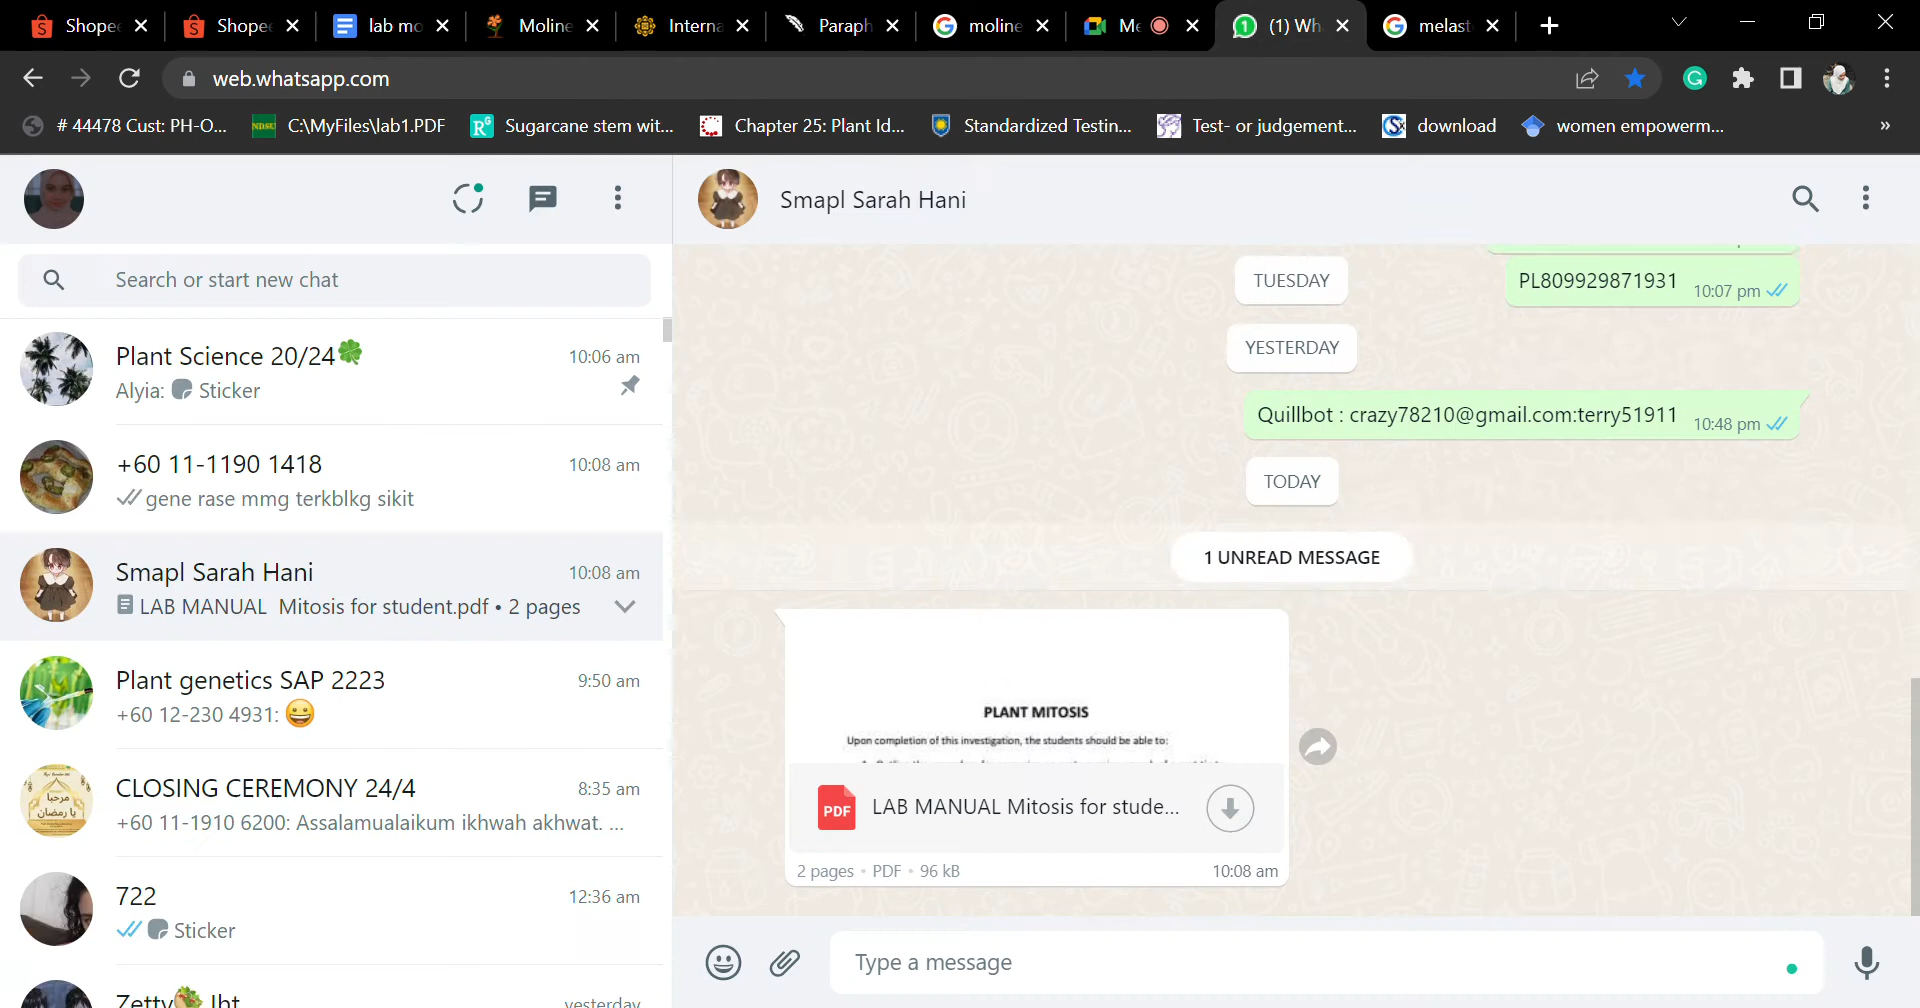 Shope
Shope
lab mo
Moline
Interna
Paraph
moline
Me
(1) Wh
melast
web.whatsapp.com
# 44478 Cust: PH-O...
C:\MyFiles\lab1.PDF
Sugarcane stem wit...
Chapter 25: Plant Id...
Standardized Testin...
Test- or judgement...
download
women empowerm...
»
Search or start new chat
Plant Science 20/24🍀
10:06 am
Alyia: Sticker
+60 11-1190 1418
10:08 am
gene rase mmg terkblkg sikit
Smapl Sarah Hani
10:08 am
LAB MANUAL Mitosis for student.pdf • 2 pages
Plant genetics SAP 2223
9:50 am
+60 12-230 4931: 😀
CLOSING CEREMONY 24/4
8:35 am
+60 11-1910 6200: Assalamualaikum ikhwah akhwat. ...
مرحبا
يا رمضان
722
12:36 am
Sticker
yesterday
Smapl Sarah Hani
PL809929871931
10:07 pm
TUESDAY
YESTERDAY
Quillbot : crazy78210@gmail.com:terry51911
10:48 pm
TODAY
1 UNREAD MESSAGE
PLANT MITOSIS
Upon completion of this investigation, the students should be able to:
PDF
LAB MANUAL Mitosis for stude...
2 pages • PDF • 96 kB
10:08 am
Type a message